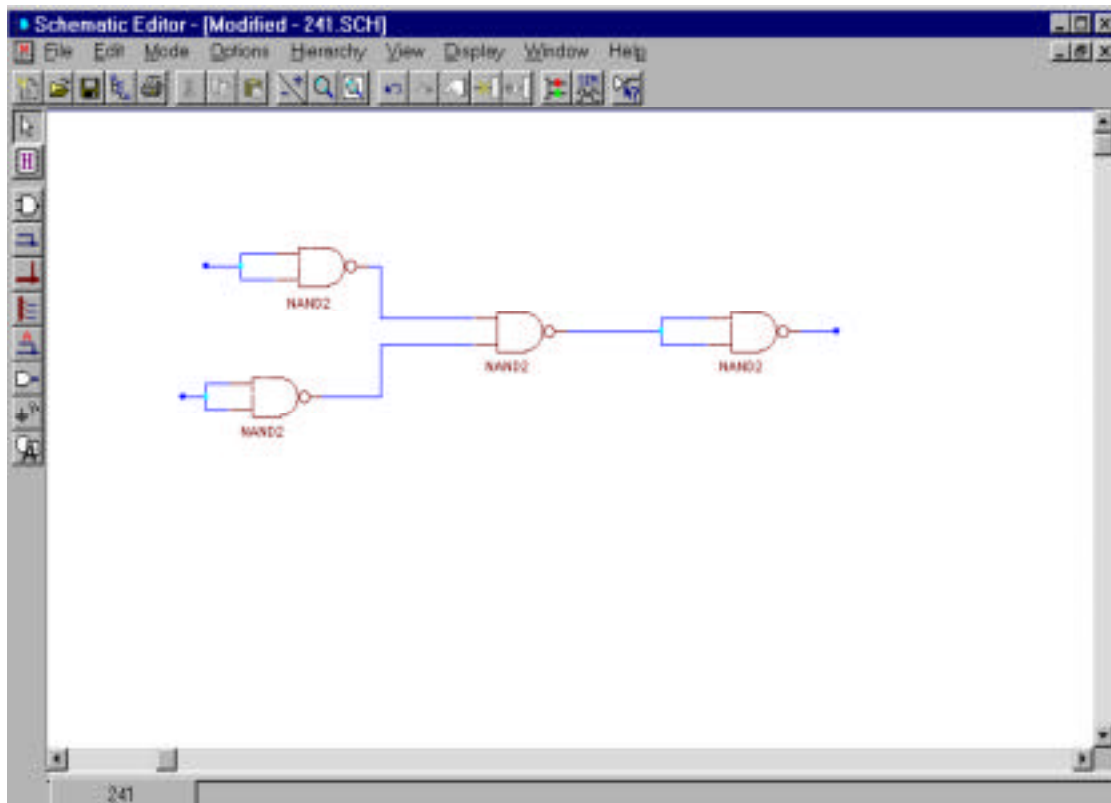 Schematic Editor - [Modified - 241.SCH]
File Edit Mode Options Hierarchy View Display Window Help
NAND2
NAND2
NAND2
NAND2
241